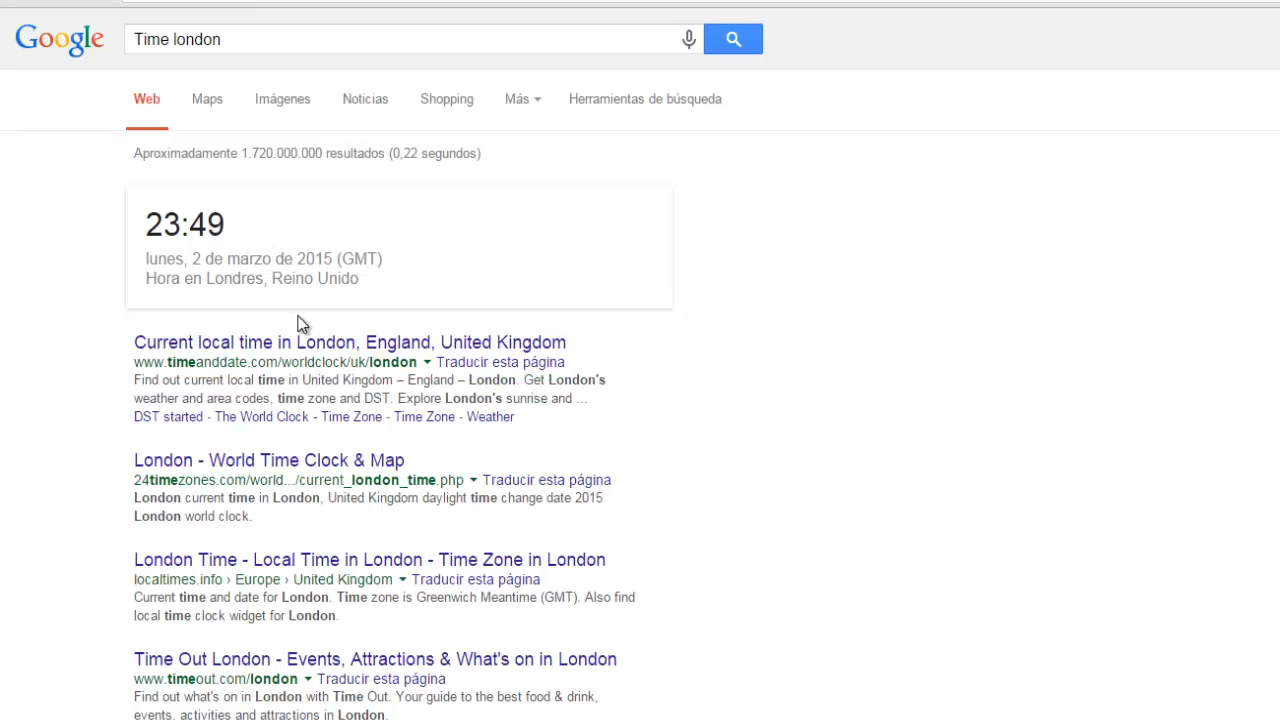 Google
Time london
Web Maps Imágenes Noticias Shopping Más Herramientas de búsqueda
Aproximadamente 1.720.000.000 resultados (0,22 segundos)
23:49
lunes, 2 de marzo de 2015 (GMT)
Hora en Londres, Reino Unido
Current local time in London, England, United Kingdom
www.timeanddate.com/worldclock/uk/london Traducir esta página
Find out current local time in United Kingdom – England – London. Get London's
weather and area codes, time zone and DST. Explore London's sunrise and ...
DST started - The World Clock - Time Zone - Time Zone - Weather
London - World Time Clock & Map
24timezones.com/world.../current_london_time.php Traducir esta página
London current time in London, United Kingdom daylight time change date 2015
London world clock.
London Time - Local Time in London - Time Zone in London
localtimes.info › Europe › United Kingdom Traducir esta página
Current time and date for London. Time zone is Greenwich Meantime (GMT). Also find
local time clock widget for London.
Time Out London - Events, Attractions & What's on in London
www.timeout.com/london Traducir esta página
Find out what's on in London with Time Out. Your guide to the best food & drink,
events, activities and attractions in London.